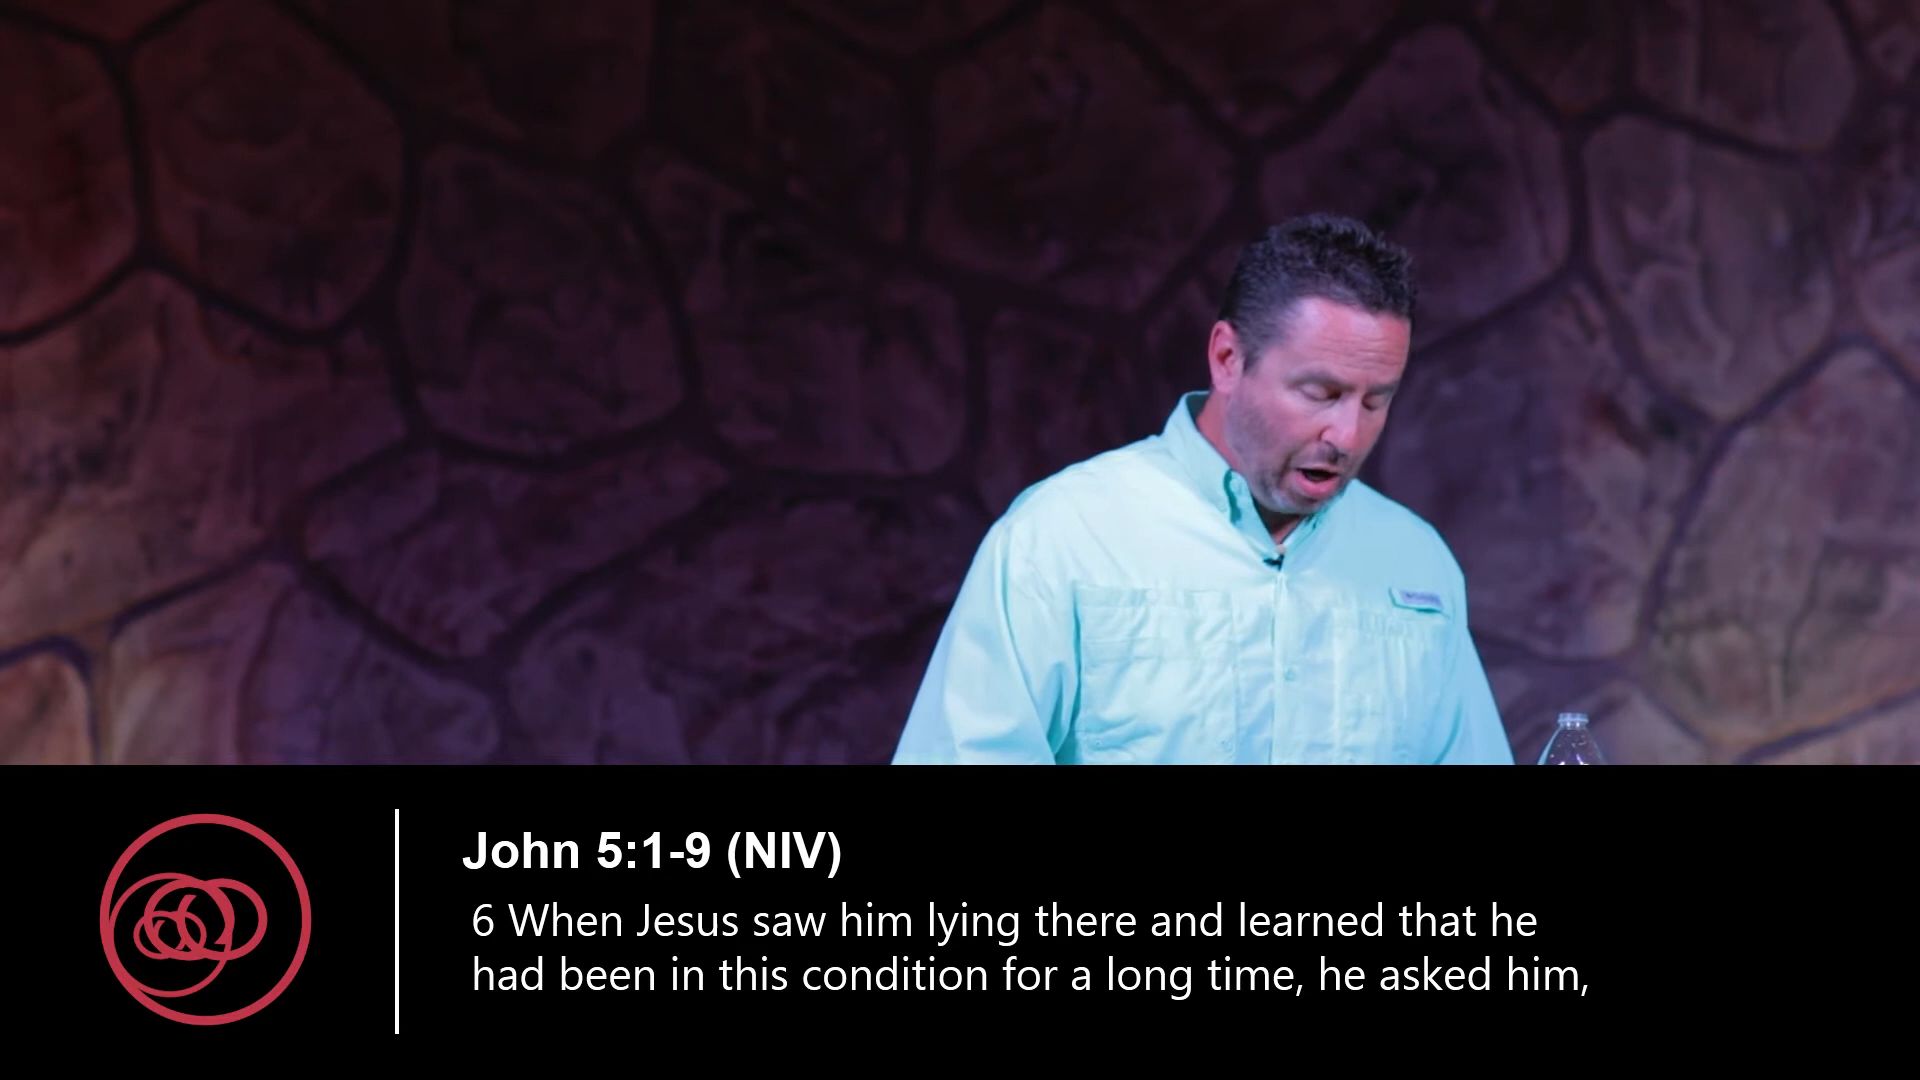 John 5:1-9 (NIV)
6 When Jesus saw him lying there and learned that he
had been in this condition for a long time, he asked him,